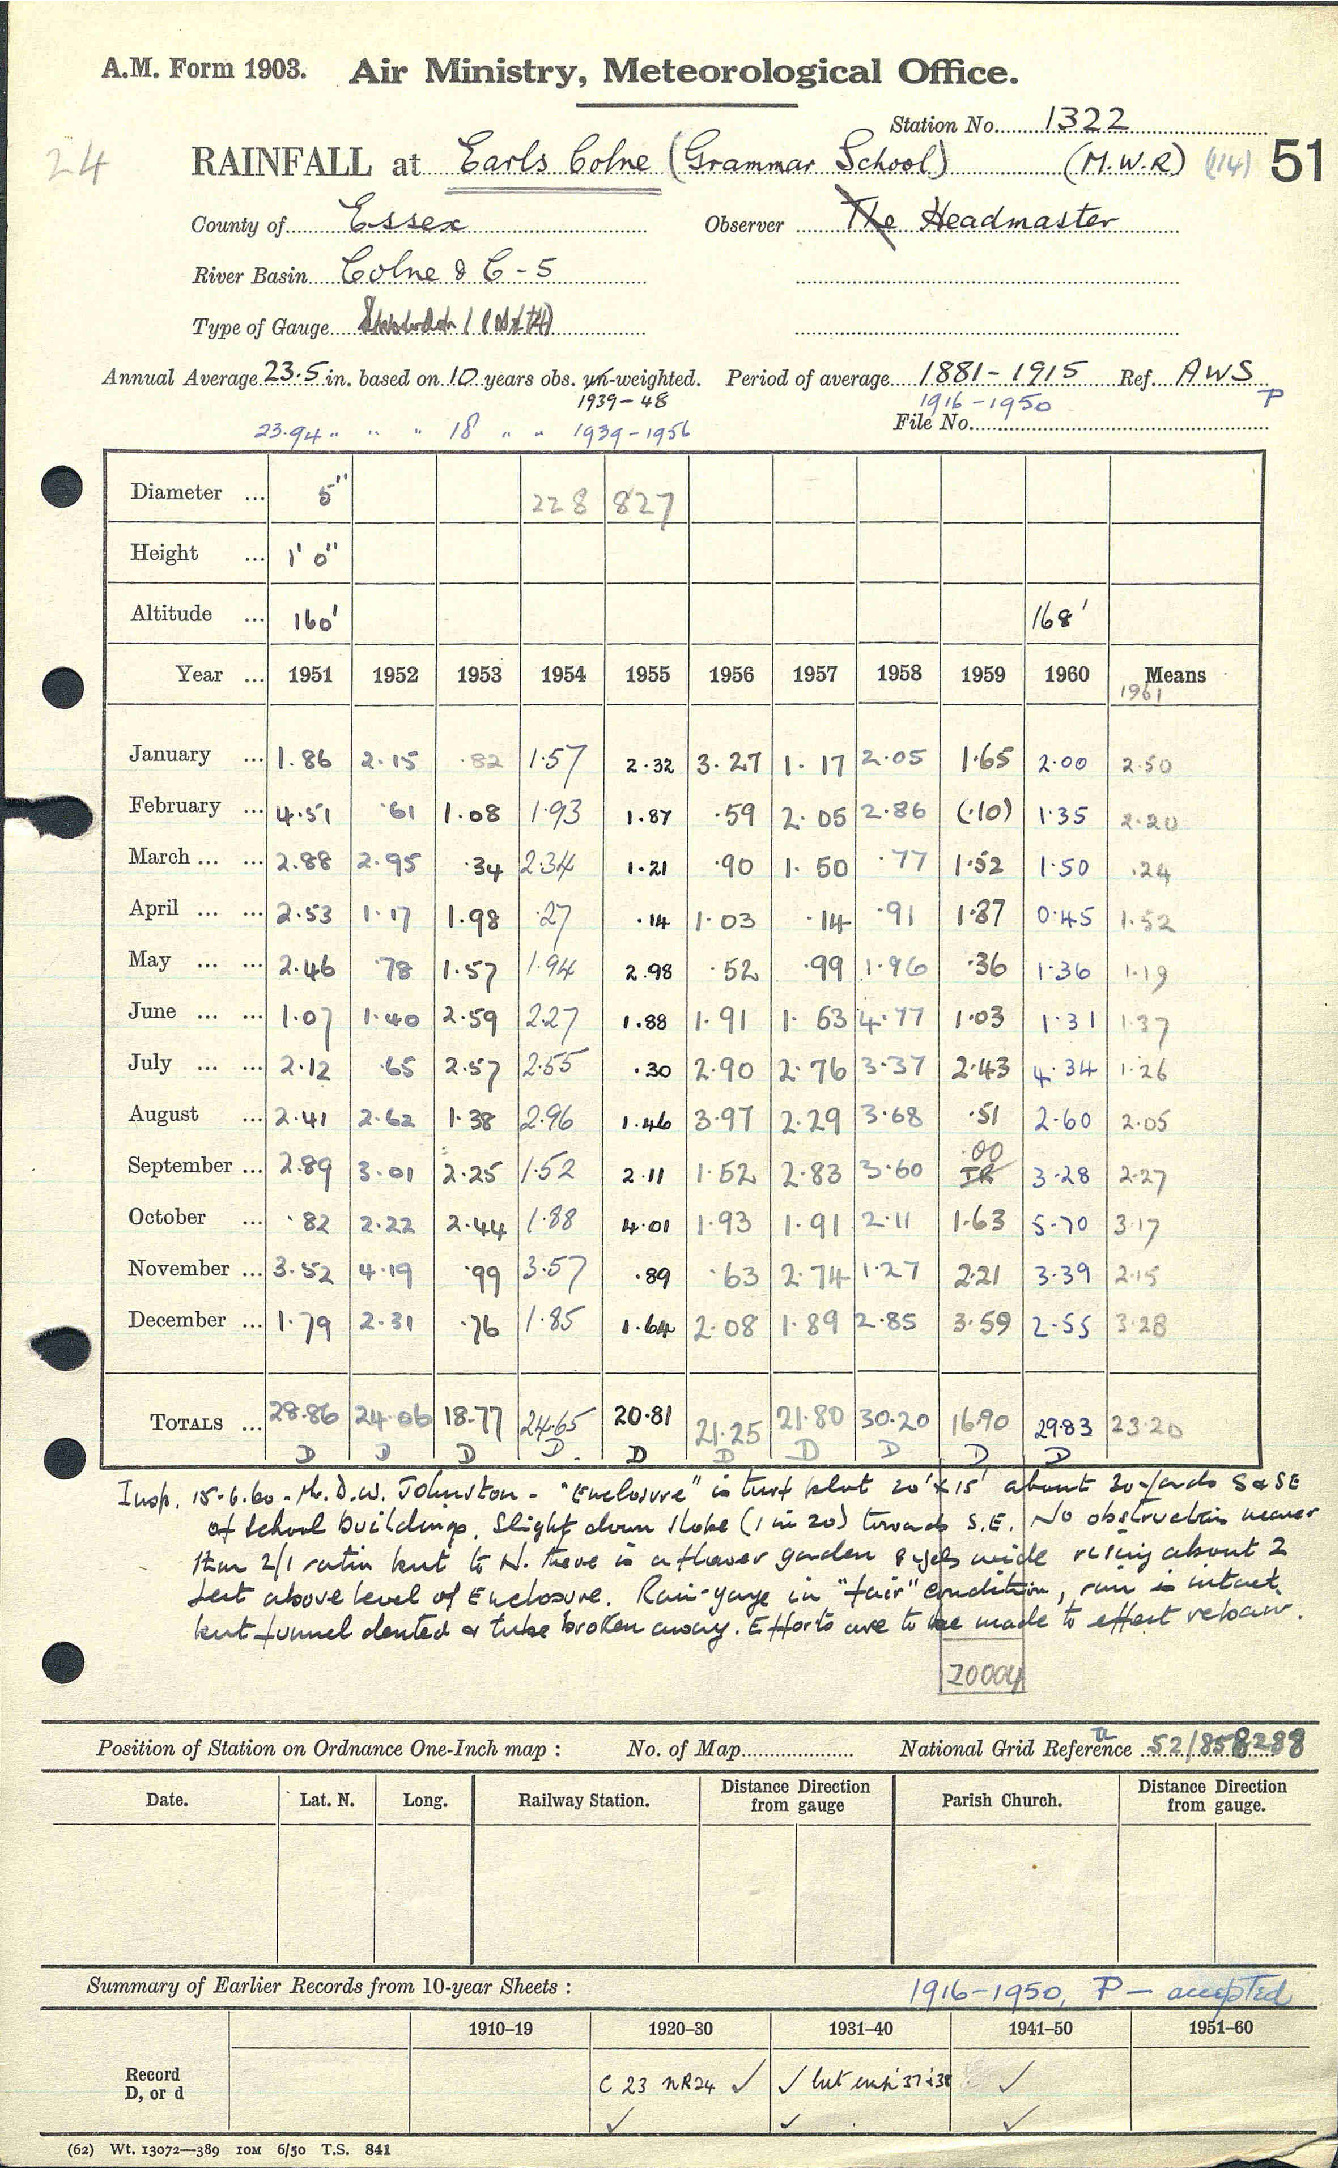 A.M. Form 1903. Air Ministry, Meteorological Office.
Station No. 1322
24 RAINFALL at Earls Colne (Grammar School) (M.W.R) (114) 51
County of Essex Observer The Headmaster
River Basin Colne & C - 5
Type of Gauge
Annual Average 23.5 in. based on 10 years obs. un-weighted. Period of average 1881-1915 Ref. AWS
1939-48 1916-1950 P
23.94 " " " 18 " " 1939-1956 File No.
Diameter ... 5" 228 827
Height ... 1' 0"
Altitude ... 160' 168'
Year ... 1951 1952 1953 1954 1955 1956 1957 1958 1959 1960 Means
1961
January ... 1.86 2.15 .82 1.57 2.32 3.27 1.17 2.05 1.65 2.00 2.50
February ... 4.51 .61 1.08 1.93 1.87 .59 2.05 2.86 (.10) 1.35 2.20
March ... ... 2.88 2.95 .34 2.34 1.21 .90 1.50 .77 1.52 1.50 .24
April ... ... 2.53 1.17 1.98 .27 .14 1.03 .14 .91 1.87 0.45 1.52
May ... ... 2.46 .78 1.57 1.94 2.98 .52 .99 1.96 .36 1.36 1.19
June ... ... 1.07 1.40 2.59 2.27 1.88 1.91 1.63 4.77 1.03 1.31 1.37
July ... ... 2.12 .65 2.57 2.55 .30 2.90 2.76 3.37 2.43 4.34 1.26
August ... 2.41 2.62 1.38 2.96 1.46 3.97 2.29 3.68 .51 2.60 2.05
.00
September ... 2.89 3.01 2.25 1.52 2.11 1.52 2.83 3.60 TR 3.28 2.27
October ... .82 2.22 2.44 1.88 4.01 1.93 1.91 2.11 1.63 5.70 3.17
November ... 3.52 4.19 .99 3.57 .89 .63 2.74 1.27 2.21 3.39 2.15
December ... 1.79 2.31 .76 1.85 1.64 2.08 1.89 2.85 3.59 2.55 3.28
TOTALS ... 28.86 24.06 18.77 24.65 20.81 21.25 21.80 30.20 16.90 29.83 23.20
D D D D. D D D D D D
Insp. 15.6.60 - Mr. D.W. Johnston - "Enclosure" is turf plot 20' x 15' about 30 yards S & SE
of school buildings. Slight down slope (1 in 20) towards S.E. No obstruction nearer
than 2/1 ratio but to N. there is a flower garden 8 yds wide rising about 2
feet above level of Enclosure. Rain-gauge in "fair" condition, rim is intact
but funnel dented & tube broken away. Efforts are to be made to effect repair.
20004
Position of Station on Ordnance One-Inch map : No. of Map National Grid Reference TL 52/858288
Date. Lat. N. Long. Railway Station. Distance Direction from gauge Parish Church. Distance Direction from gauge.
Summary of Earlier Records from 10-year Sheets : 1916-1950, P - accepted
1910–19 1920–30 1931–40 1941–50 1951–60
Record
D, or d C 23 NR24 ✓ ✓ but 37 & 38 ✓
✓ ✓ ✓
(62) Wt. 13072—389 10M 6/50 T.S. 841